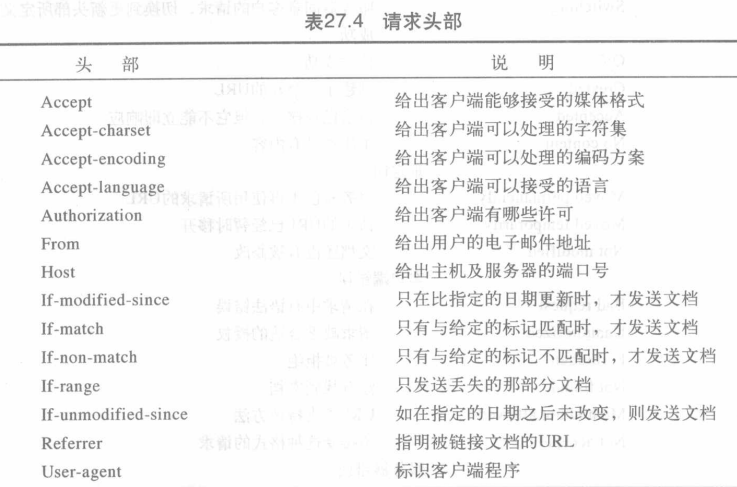 表27.4 请求头部
头 部 说 明
Accept 给出客户端能够接受的媒体格式
Accept-charset 给出客户端可以处理的字符集
Accept-encoding 给出客户端可以处理的编码方案
Accept-language 给出客户端可以接受的语言
Authorization 给出客户端有哪些许可
From 给出用户的电子邮件地址
Host 给出主机及服务器的端口号
If-modified-since 只在比指定的日期更新时，才发送文档
If-match 只有与给定的标记匹配时，才发送文档
If-non-match 只有与给定的标记不匹配时，才发送文档
If-range 只发送丢失的那部分文档
If-unmodified-since 如在指定的日期之后未改变，则发送文档
Referrer 指明被链接文档的URL
User-agent 标识客户端程序